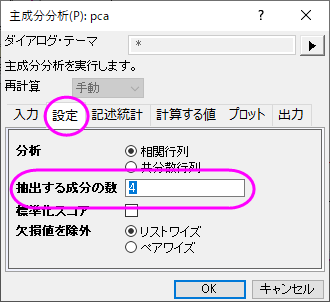 主成分分析(P): pca
ダイアログ・テーマ *
主成分分析を実行します。
再計算 手動
入力 設定 記述統計 計算する値 プロット 出力
分析 相関行列
共分散行列
抽出する成分の数 4
標準化スコア
欠損値を除外 リストワイズ
ペアワイズ
OK キャンセル